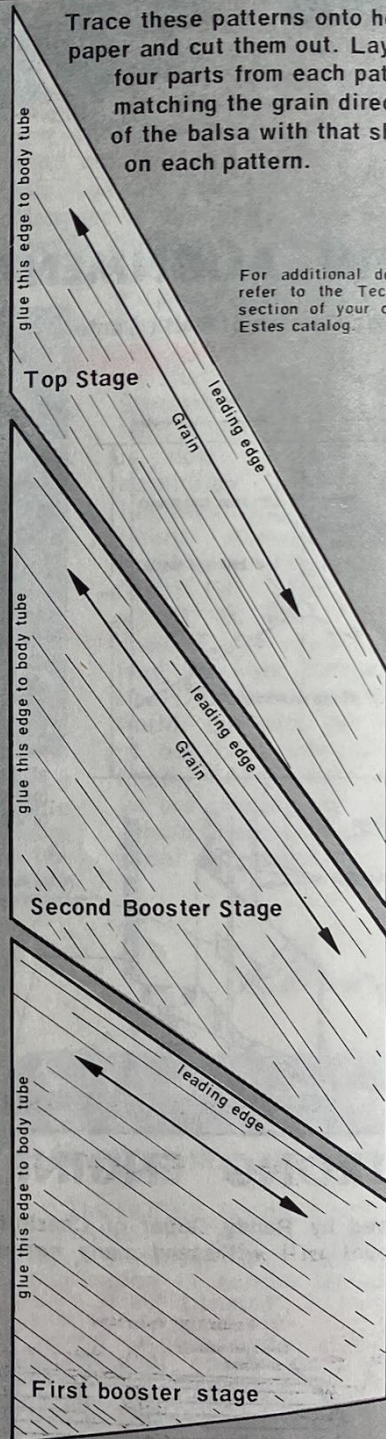 Trace these patterns onto
paper and cut them out. Lay
four parts from each
matching the grain
of the balsa with that
on each pattern.
For additional
refer to the
section of your
Estes catalog.
glue this edge to body tube
Top Stage
leading edge
Grain
glue this edge to body tube
leading edge
Grain
Second Booster Stage
glue this edge to body tube
leading edge
First booster stage